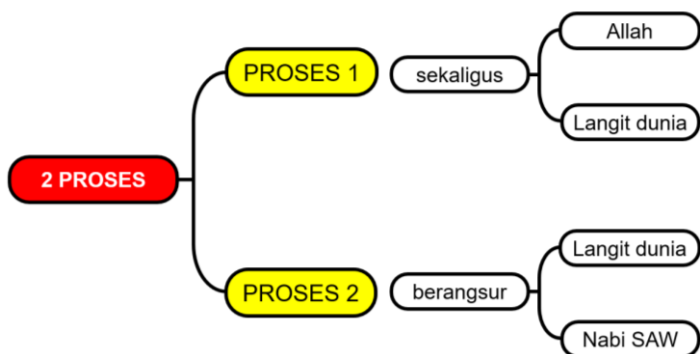 2 PROSES
PROSES 1
sekaligus
Allah
Langit dunia
PROSES 2
berangsur
Langit dunia
Nabi SAW